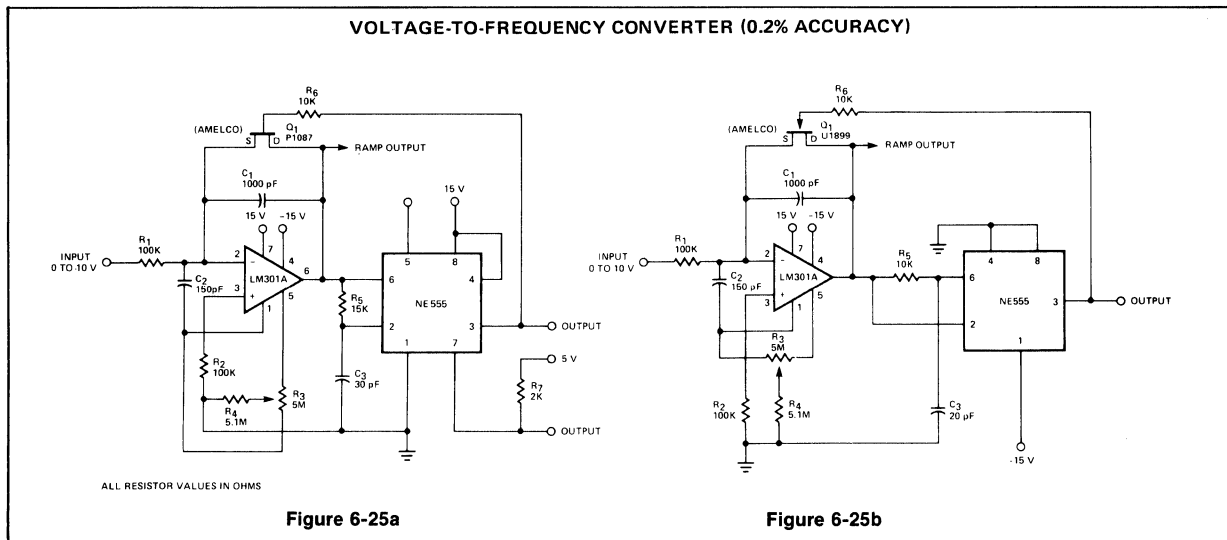 VOLTAGE-TO-FREQUENCY CONVERTER (0.2% ACCURACY)
R6
10K
(AMELCO)
Q1
P1087
S
D
RAMP OUTPUT
C1
1000 pF
15 V
-15 V
15 V
INPUT
0 TO 10 V
R1
100K
2
-
7
4
LM301A
6
3
+
5
1
C2
150pF
R2
100K
R4
5.1M
R3
5M
R5
15K
C3
30 pF
5
8
6
4
NE555
2
3
1
7
OUTPUT
5 V
R7
2K
OUTPUT
ALL RESISTOR VALUES IN OHMS
Figure 6-25a
R6
10K
(AMELCO)
Q1
U1899
S
D
RAMP OUTPUT
C1
1000 pF
15 V
-15 V
INPUT
0 TO 10 V
R1
100K
2
-
7
4
LM301A
3
+
5
1
C2
150 pF
R3
5M
R2
100K
R4
5.1M
R5
10K
C3
20 pF
4
8
6
NE555
3
2
1
OUTPUT
-15 V
Figure 6-25b